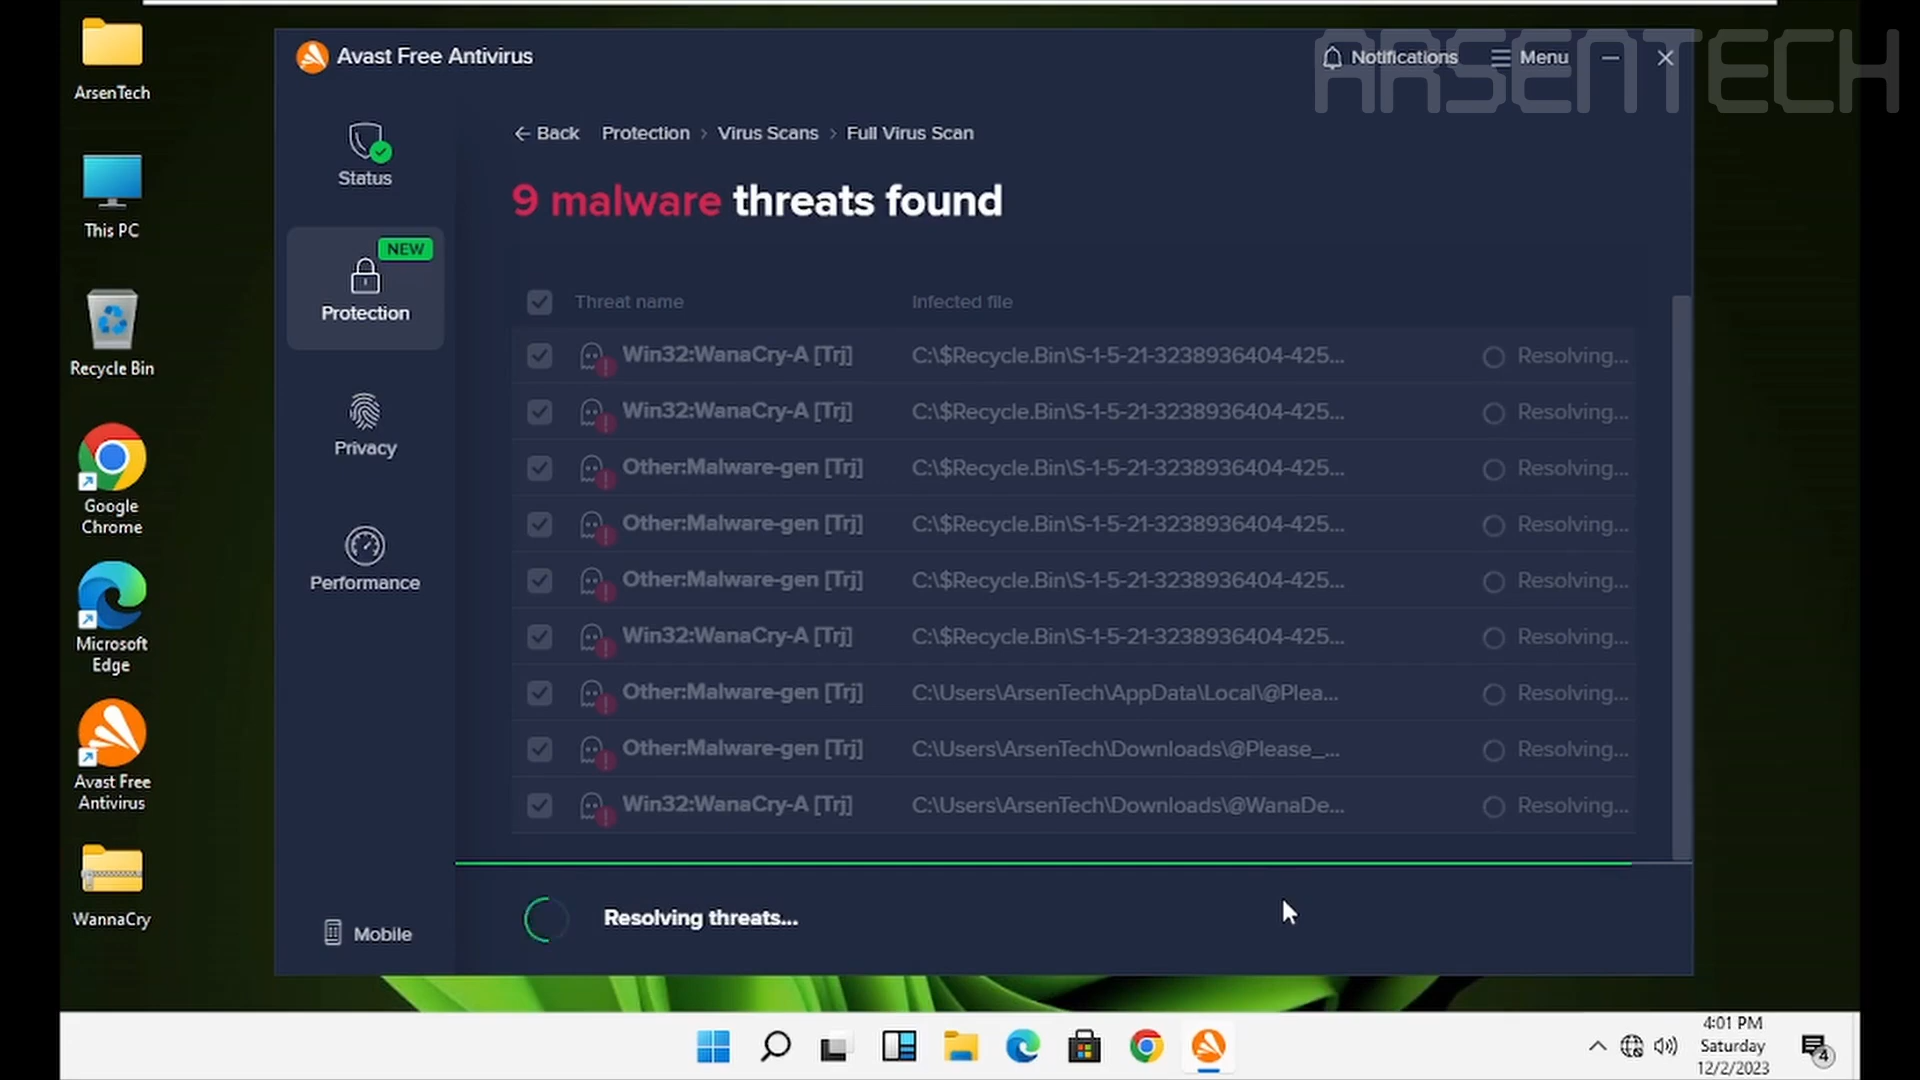 ARSENTECH
ArsenTech
This PC
Recycle Bin
Google
Chrome
Microsoft
Edge
Avast Free
Antivirus
WannaCry
Avast Free Antivirus
Notifications
Menu
Status
NEW
Protection
Privacy
Performance
Mobile
Back Protection › Virus Scans › Full Virus Scan
9 malware threats found
Threat name Infected file
Win32:WanaCry-A [Trj] C:\$Recycle.Bin\S-1-5-21-3238936404-425... Resolving...
Win32:WanaCry-A [Trj] C:\$Recycle.Bin\S-1-5-21-3238936404-425... Resolving...
Other:Malware-gen [Trj] C:\$Recycle.Bin\S-1-5-21-3238936404-425... Resolving...
Other:Malware-gen [Trj] C:\$Recycle.Bin\S-1-5-21-3238936404-425... Resolving...
Other:Malware-gen [Trj] C:\$Recycle.Bin\S-1-5-21-3238936404-425... Resolving...
Win32:WanaCry-A [Trj] C:\$Recycle.Bin\S-1-5-21-3238936404-425... Resolving...
Other:Malware-gen [Trj] C:\Users\ArsenTech\AppData\Local\@Plea... Resolving...
Other:Malware-gen [Trj] C:\Users\ArsenTech\Downloads\@Please_... Resolving...
Win32:WanaCry-A [Trj] C:\Users\ArsenTech\Downloads\@WanaDe... Resolving...
Resolving threats...
4:01 PM
Saturday
12/2/2023
4